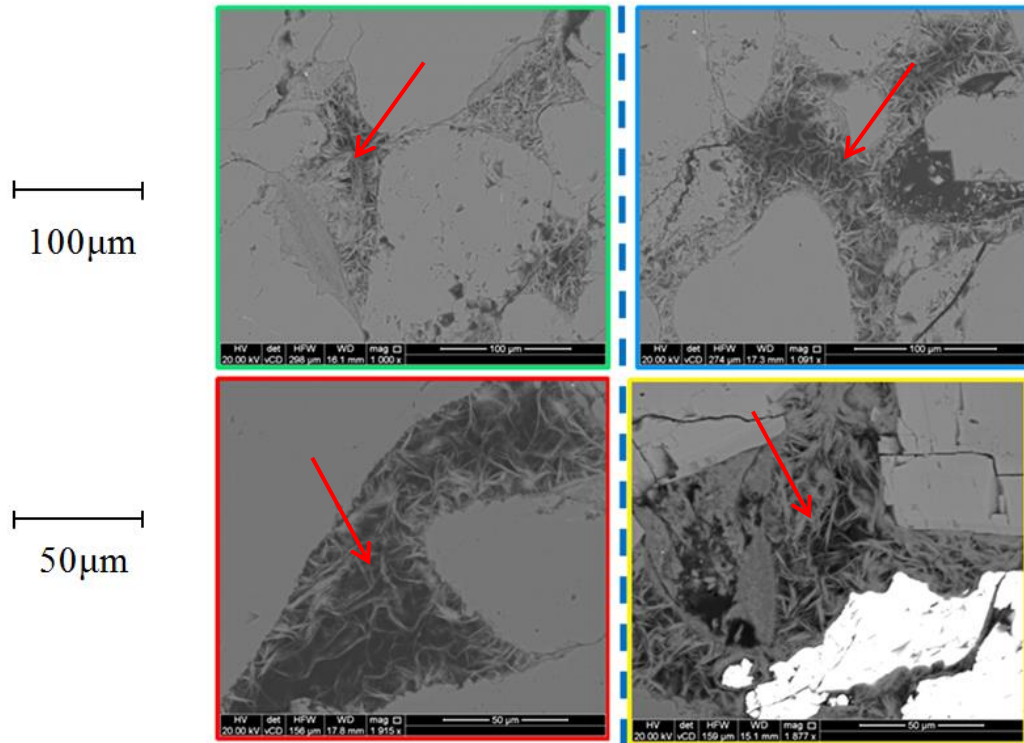 100µm
HV det HFW WD mag 100 µm
20.00 kV vCD 298 µm 16.1 mm 1 000 x
HV det HFW WD mag 100 µm
20.00 kV vCD 274 µm 17.3 mm 1 091 x
50µm
HV det HFW WD mag 50 µm
20.00 kV vCD 156 µm 17.8 mm 1 915 x
HV det HFW WD mag 50 µm
20.00 kV vCD 159 µm 15.1 mm 1 877 x